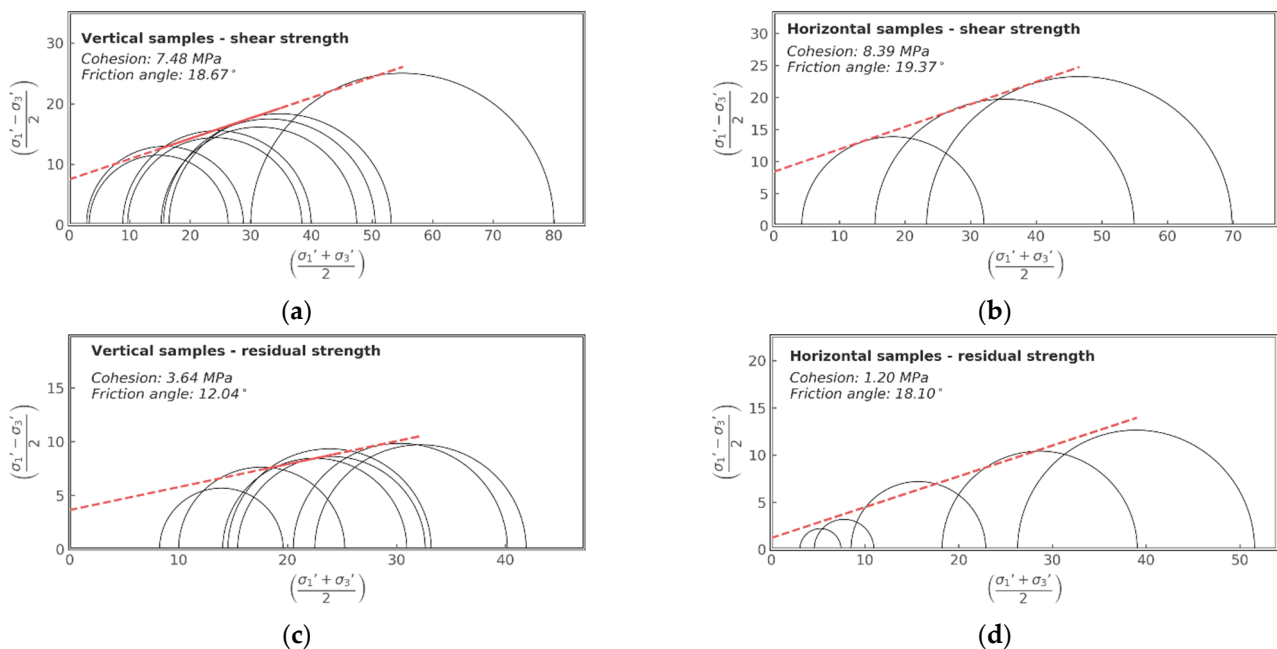 Vertical samples - shear strength
Cohesion: 7.48 MPa
Friction angle: 18.67°
30
20
10
0
0 10 20 30 40 50 60 70 80
(σ₁' − σ₃' / 2)
(σ₁' + σ₃' / 2)
(a)
Horizontal samples - shear strength
Cohesion: 8.39 MPa
Friction angle: 19.37°
30
25
20
15
10
5
0
0 10 20 30 40 50 60 70
(σ₁' − σ₃' / 2)
(σ₁' + σ₃' / 2)
(b)
Vertical samples - residual strength
Cohesion: 3.64 MPa
Friction angle: 12.04°
15
10
5
0
0 10 20 30 40
(σ₁' − σ₃' / 2)
(σ₁' + σ₃' / 2)
(c)
Horizontal samples - residual strength
Cohesion: 1.20 MPa
Friction angle: 18.10°
20
15
10
5
0
0 10 20 30 40 50
(σ₁' − σ₃' / 2)
(σ₁' + σ₃' / 2)
(d)